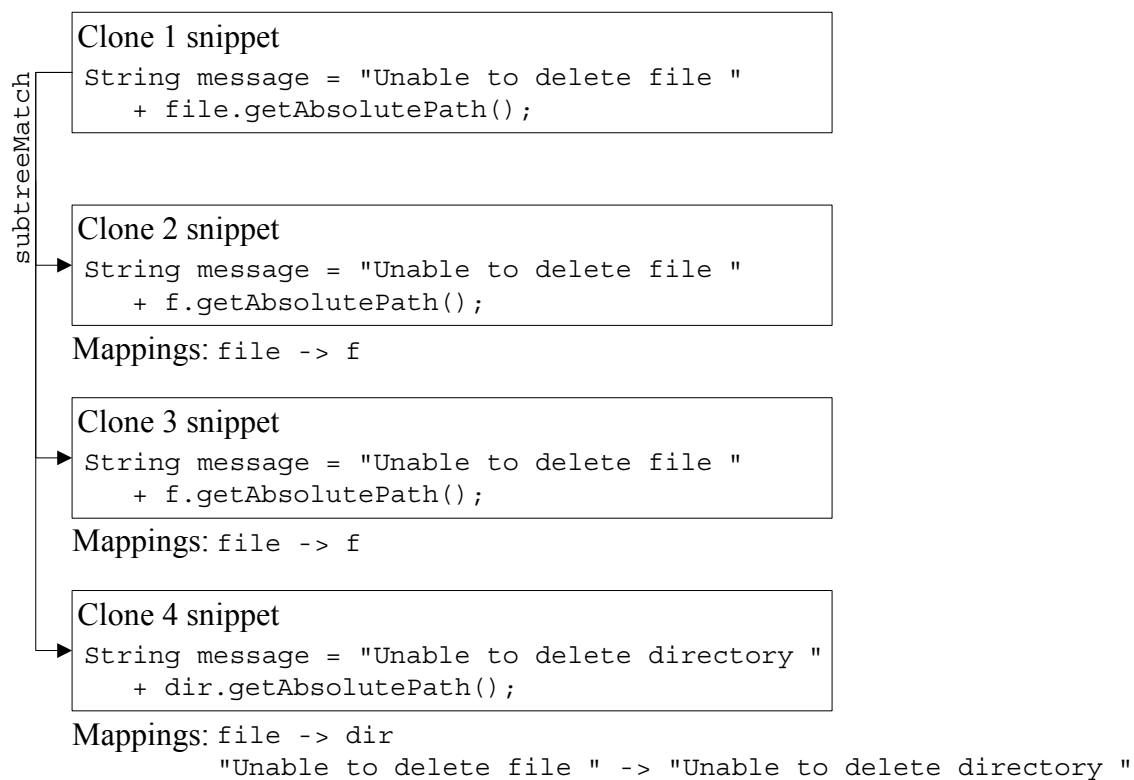 subtreeMatch
Clone 1 snippet
String message = "Unable to delete file "
+ file.getAbsolutePath();
Clone 2 snippet
String message = "Unable to delete file "
+ f.getAbsolutePath();
Mappings: file -> f
Clone 3 snippet
String message = "Unable to delete file "
+ f.getAbsolutePath();
Mappings: file -> f
Clone 4 snippet
String message = "Unable to delete directory "
+ dir.getAbsolutePath();
Mappings: file -> dir
"Unable to delete file " -> "Unable to delete directory "